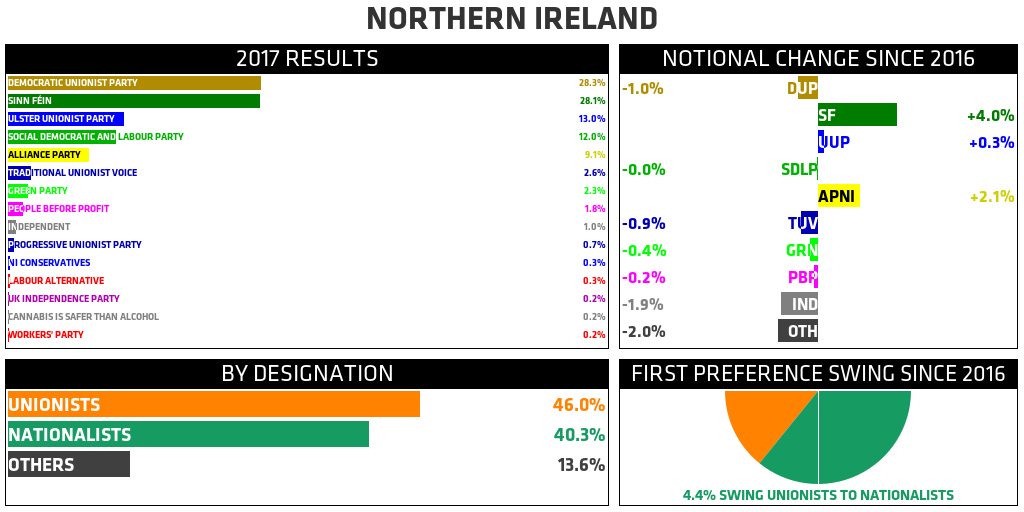 NORTHERN IRELAND
2017 RESULTS
DEMOCRATIC UNIONIST PARTY 28.3%
SINN FÉIN 28.1%
ULSTER UNIONIST PARTY 13.0%
SOCIAL DEMOCRATIC AND LABOUR PARTY 12.0%
ALLIANCE PARTY 9.1%
TRADITIONAL UNIONIST VOICE 2.6%
GREEN PARTY 2.3%
PEOPLE BEFORE PROFIT 1.8%
INDEPENDENT 1.0%
PROGRESSIVE UNIONIST PARTY 0.7%
NI CONSERVATIVES 0.3%
LABOUR ALTERNATIVE 0.3%
UK INDEPENDENCE PARTY 0.2%
CANNABIS IS SAFER THAN ALCOHOL 0.2%
WORKERS' PARTY 0.2%
NOTIONAL CHANGE SINCE 2016
-1.0% DUP
SF +4.0%
UUP +0.3%
-0.0% SDLP
APNI +2.1%
-0.9% TUV
-0.4% GRN
-0.2% PBP
-1.9% IND
-2.0% OTH
BY DESIGNATION
UNIONISTS 46.0%
NATIONALISTS 40.3%
OTHERS 13.6%
FIRST PREFERENCE SWING SINCE 2016
4.4% SWING UNIONISTS TO NATIONALISTS